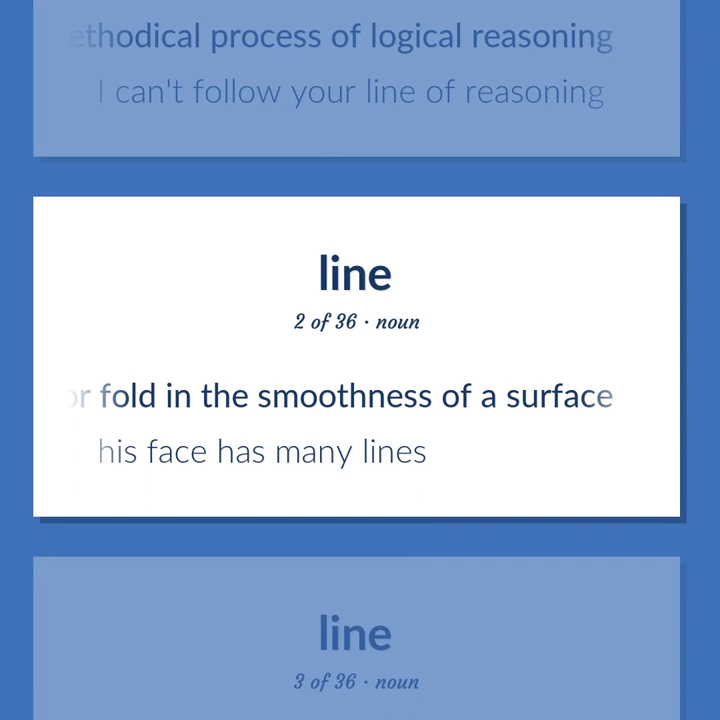 ethodical process of logical reasoning
I can't follow your line of reasoning
line
2 of 36 · noun
or fold in the smoothness of a surface
his face has many lines
line
3 of 36 · noun